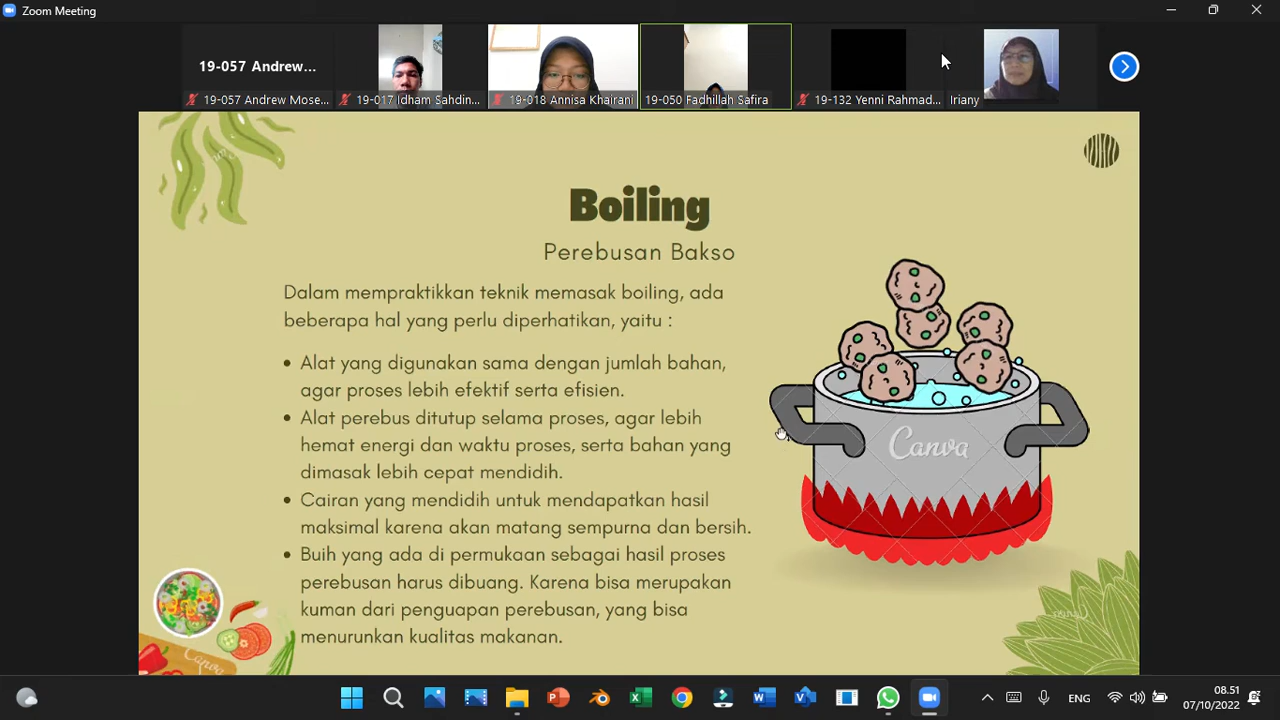 Zoom Meeting
19-057 Andrew...
19-057 Andrew Mose...
19-017 Idham Sahdin...
19-018 Annisa Khairani
19-050 Fadhillah Safira
19-132 Yenni Rahmad...
Iriany
Boiling
Perebusan Bakso
Dalam mempraktikkan teknik memasak boiling, ada
beberapa hal yang perlu diperhatikan, yaitu :
• Alat yang digunakan sama dengan jumlah bahan,
agar proses lebih efektif serta efisien.
• Alat perebus ditutup selama proses, agar lebih
hemat energi dan waktu proses, serta bahan yang
dimasak lebih cepat mendidih.
• Cairan yang mendidih untuk mendapatkan hasil
maksimal karena akan matang sempurna dan bersih.
• Buih yang ada di permukaan sebagai hasil proses
perebusan harus dibuang. Karena bisa merupakan
kuman dari penguapan perebusan, yang bisa
menurunkan kualitas makanan.
Canva
Canva
ENG
08.51
07/10/2022